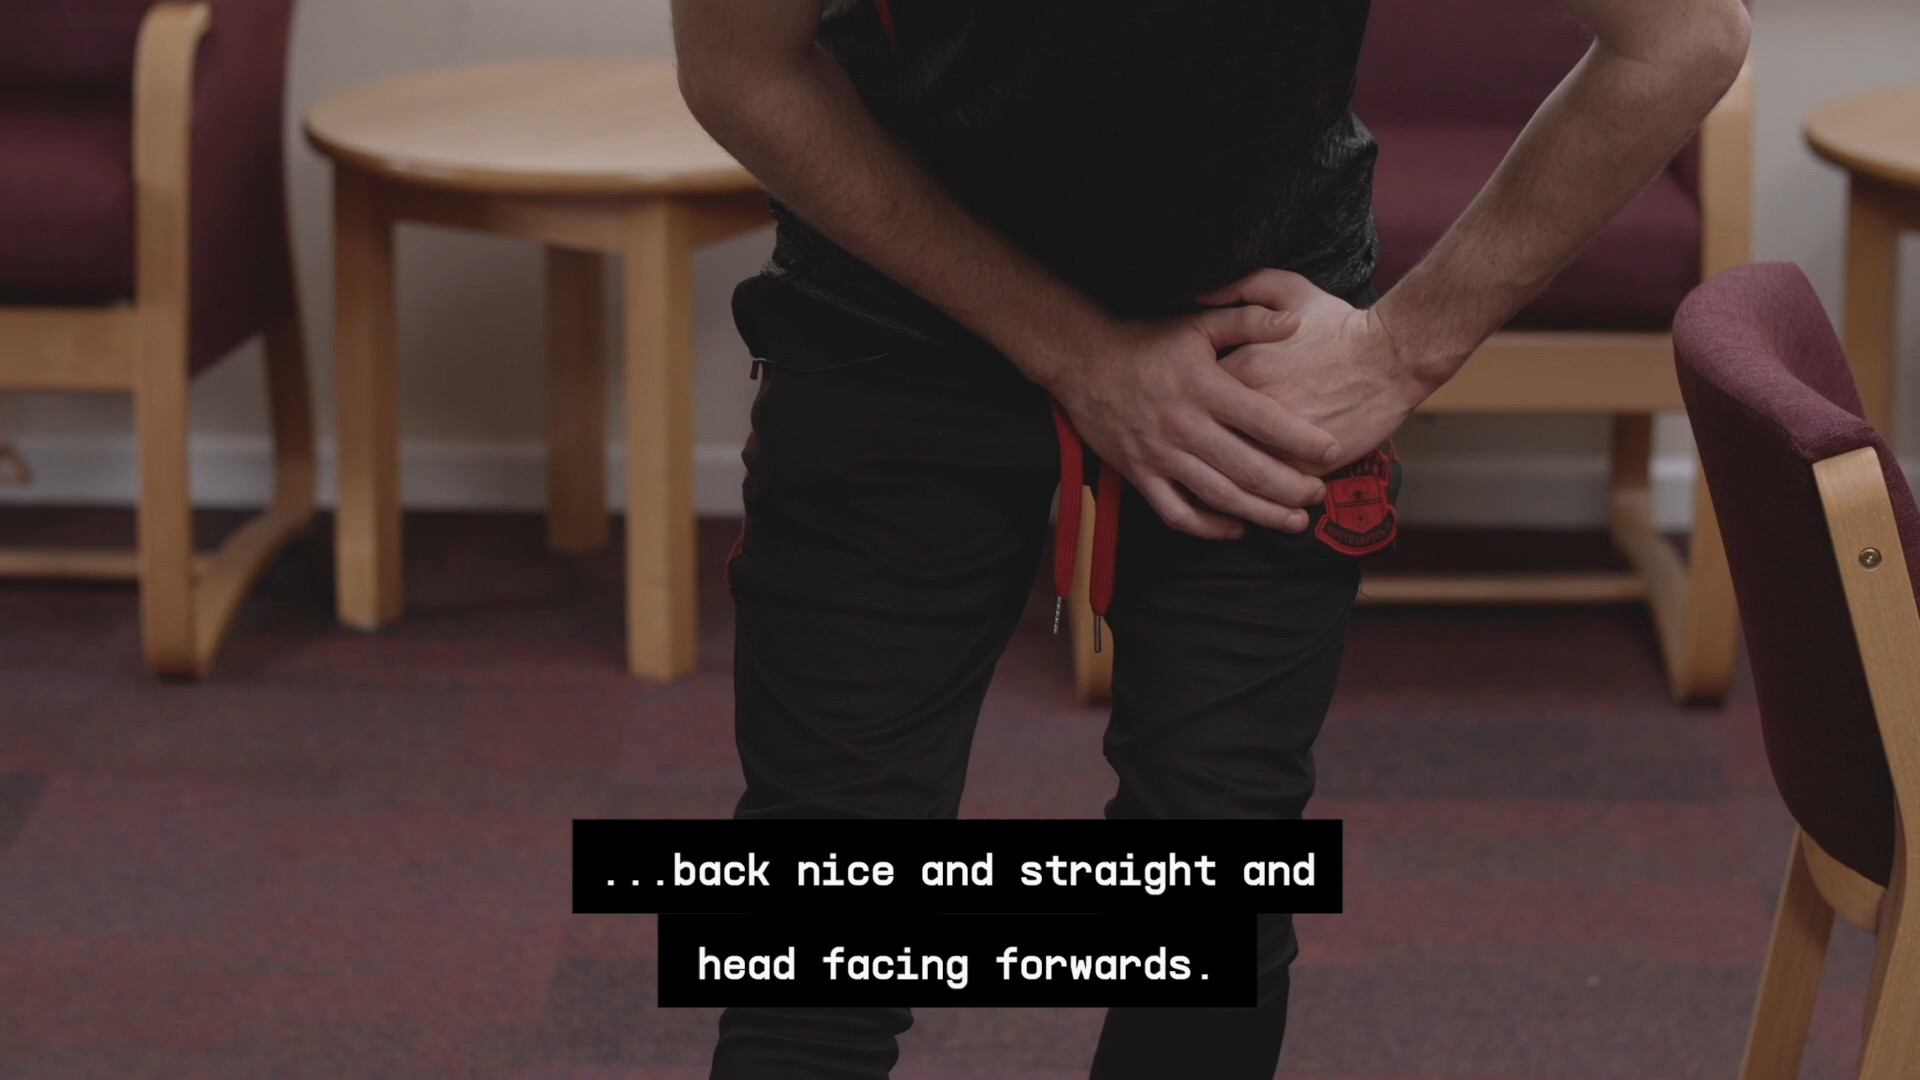 ...back nice and straight and
head facing forwards.